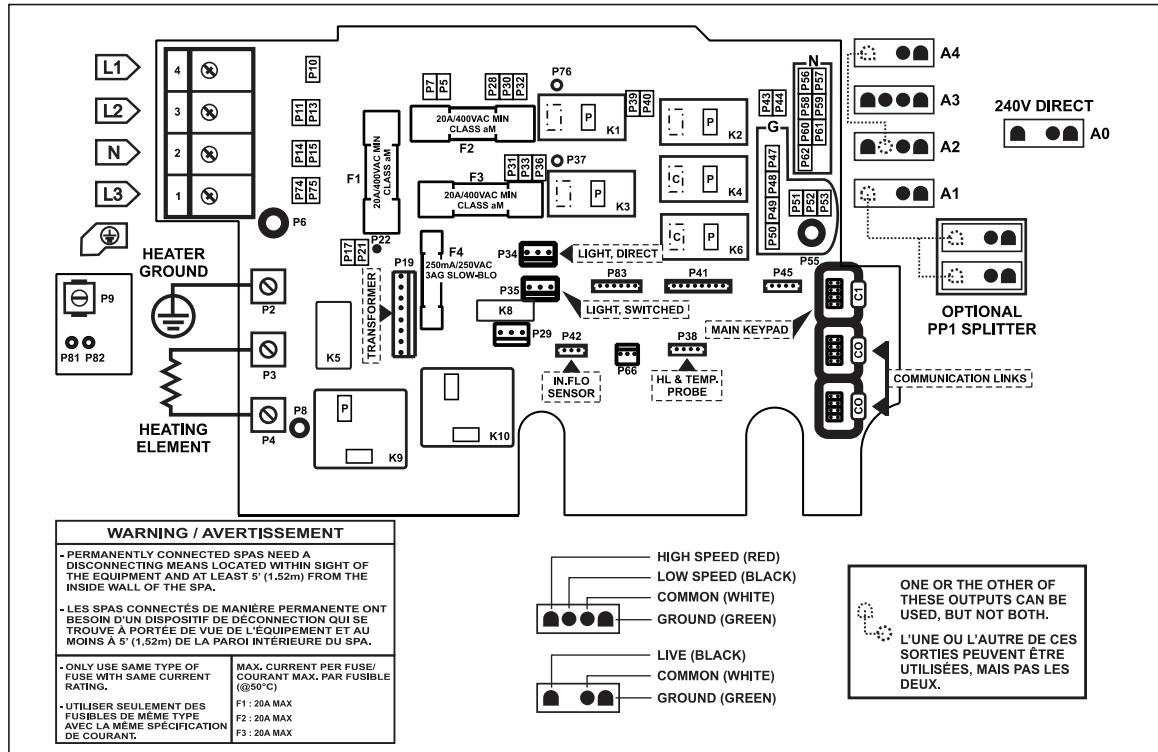 L1
L2
N
L3
4
3
2
1
P10
P11
P13
P14
P15
P74
P75
P6
P7
P5
P28
P30
P32
P76
20A/400VAC MIN
CLASS aM
F2
F1
20A/400VAC MIN
CLASS aM
P
K1
P39
P40
P
K2
P43
P44
N
P56
P57
P58
P59
P60
P61
P62
G
P47
P48
P49
P50
P51
P52
P53
P55
P31
P33
P36
P37
F3
20A/400VAC MIN
CLASS aM
P
K3
C
P
K4
C
P
K6
P17
P21
P22
P19
F4
250mA/250VAC
3AG SLOW-BLO
P34
LIGHT, DIRECT
P35
LIGHT, SWITCHED
K8
P29
P83
P41
P45
TRANSFORMER
MAIN KEYPAD
C1
CO
CO
COMMUNICATION LINKS
P42
IN.FLO
SENSOR
P66
P38
HL & TEMP.
PROBE
HEATER
GROUND
P9
P81
P82
P2
P3
P4
HEATING
ELEMENT
P8
K5
P
K9
K10
A4
A3
A2
A1
240V DIRECT
A0
OPTIONAL
PP1 SPLITTER
WARNING / AVERTISSEMENT
- PERMANENTLY CONNECTED SPAS NEED A
DISCONNECTING MEANS LOCATED WITHIN SIGHT OF
THE EQUIPMENT AND AT LEAST 5' (1.52m) FROM THE
INSIDE WALL OF THE SPA.
- LES SPAS CONNECTÉS DE MANIÈRE PERMANENTE ONT
BESOIN D'UN DISPOSITIF DE DÉCONNECTION QUI SE
TROUVE À PORTÉE DE VUE DE L'ÉQUIPEMENT ET AU
MOINS À 5' (1,52m) DE LA PAROI INTÉRIEURE DU SPA.
- ONLY USE SAME TYPE OF
FUSE WITH SAME CURRENT
RATING.
- UTILISER SEULEMENT DES
FUSIBLES DE MÊME TYPE
AVEC LA MÊME SPÉCIFICATION
DE COURANT.
MAX. CURRENT PER FUSE/
COURANT MAX. PAR FUSIBLE
(@50°C)
F1 : 20A MAX
F2 : 20A MAX
F3 : 20A MAX
HIGH SPEED (RED)
LOW SPEED (BLACK)
COMMON (WHITE)
GROUND (GREEN)
LIVE (BLACK)
COMMON (WHITE)
GROUND (GREEN)
ONE OR THE OTHER OF
THESE OUTPUTS CAN BE
USED, BUT NOT BOTH.
L'UNE OU L'AUTRE DE CES
SORTIES PEUVENT ÊTRE
UTILISÉES, MAIS PAS LES
DEUX.